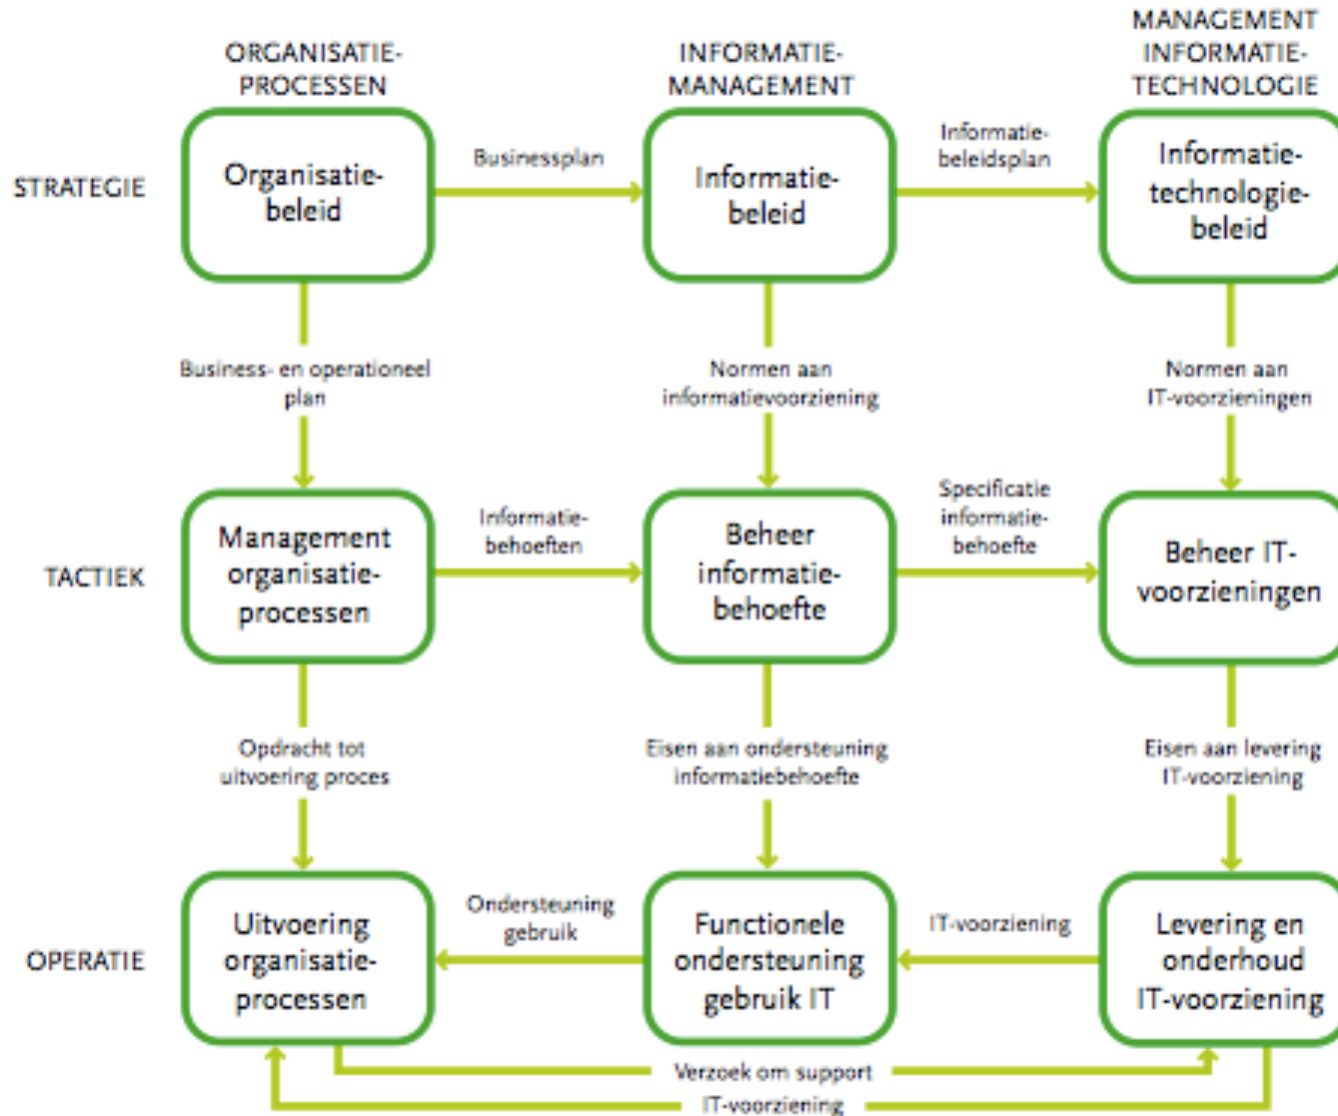 ORGANISATIE-
PROCESSEN
INFORMATIE-
MANAGEMENT
MANAGEMENT
INFORMATIE-
TECHNOLOGIE
STRATEGIE
Organisatie-
beleid
Businessplan
Informatie-
beleid
Informatie-
beleidsplan
Informatie-
technologie-
beleid
Business- en operationeel
plan
Normen aan
informatievoorziening
Normen aan
IT-voorzieningen
TACTIEK
Management
organisatie-
processen
Informatie-
behoeften
Beheer
informatie-
behoefte
Specificatie
informatie-
behoefte
Beheer IT-
voorzieningen
Opdracht tot
uitvoering proces
Eisen aan ondersteuning
informatiebehoefte
Eisen aan levering
IT-voorziening
OPERATIE
Uitvoering
organisatie-
processen
Ondersteuning
gebruik
Functionele
ondersteuning
gebruik IT
IT-voorziening
Levering en
onderhoud
IT-voorziening
Verzoek om support
IT-voorziening